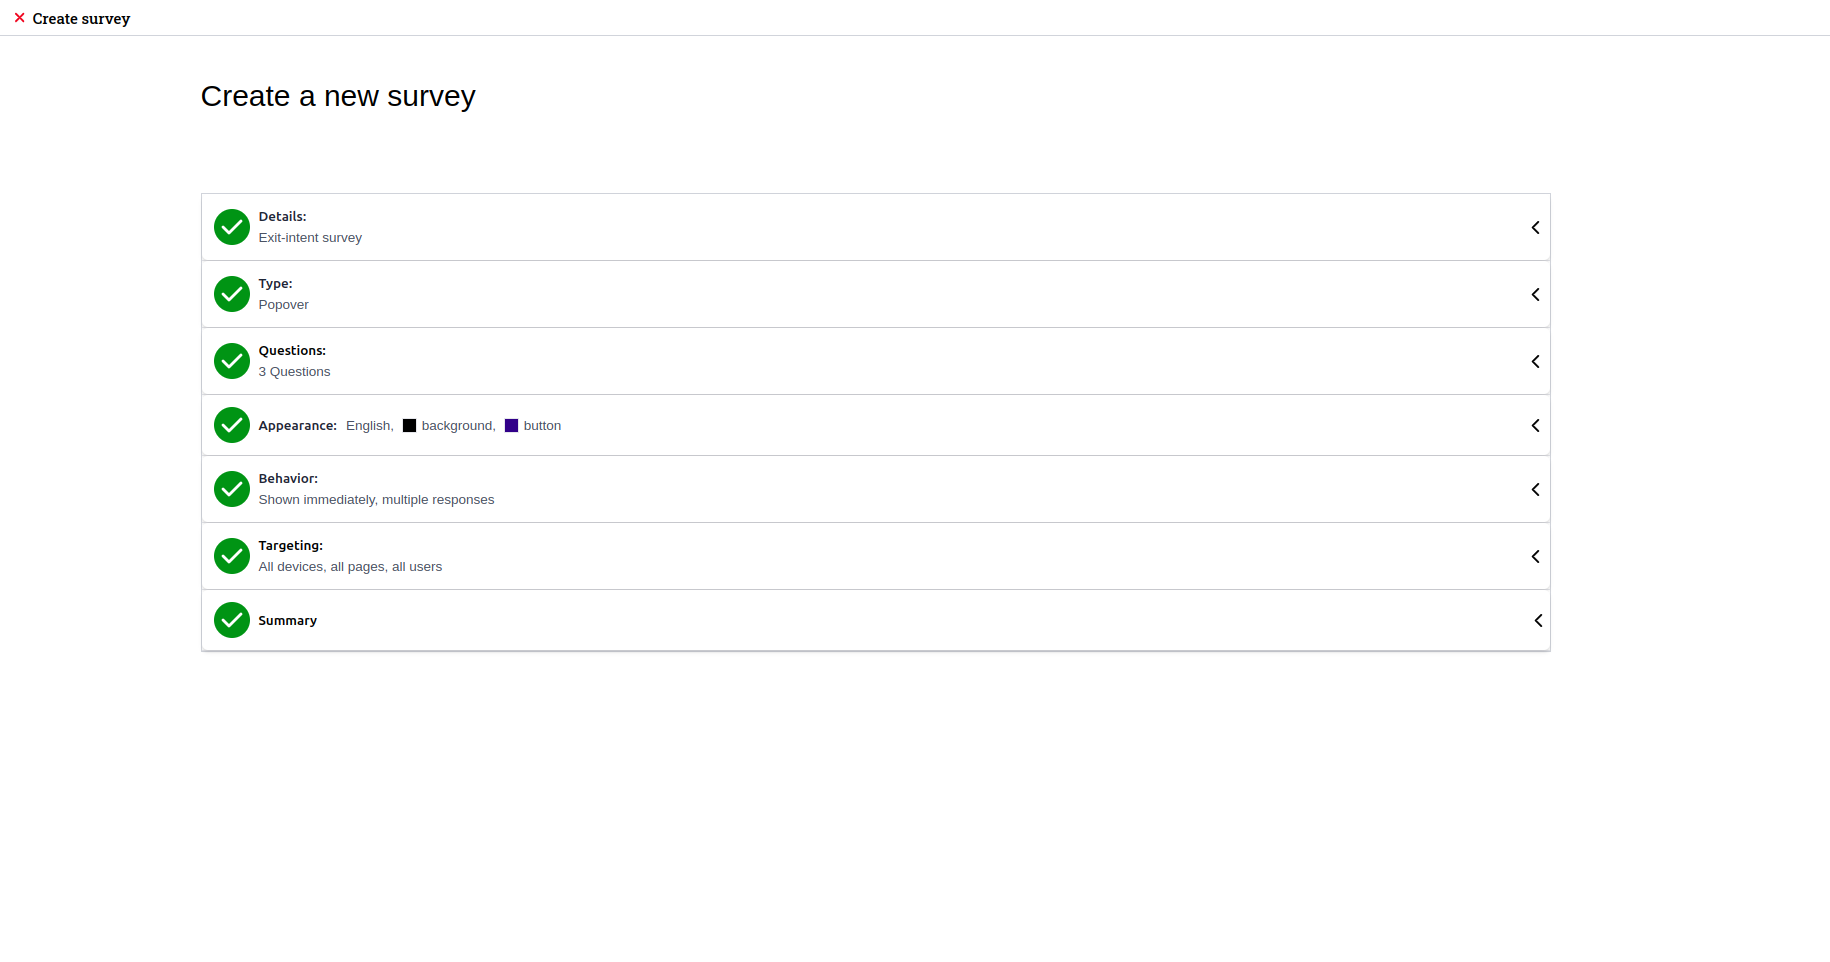 Create survey
Create a new survey
Details:
Exit-intent survey
Type:
Popover
Questions:
3 Questions
Appearance: English, background, button
Behavior:
Shown immediately, multiple responses
Targeting:
All devices, all pages, all users
Summary